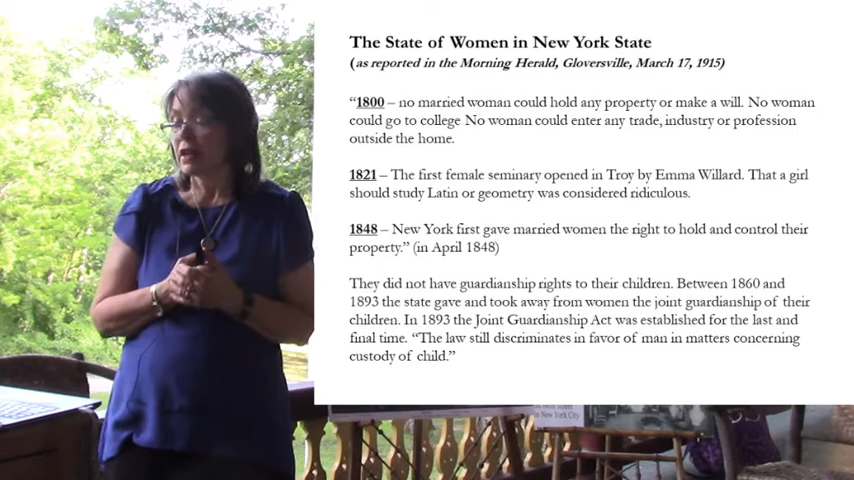 The State of Women in New York State
(as reported in the Morning Herald, Gloversville, March 17, 1915)
“1800 – no married woman could hold any property or make a will. No woman
could go to college No woman could enter any trade, industry or profession
outside the home.
1821 – The first female seminary opened in Troy by Emma Willard. That a girl
should study Latin or geometry was considered ridiculous.
1848 – New York first gave married women the right to hold and control their
property.” (in April 1848)
They did not have guardianship rights to their children. Between 1860 and
1893 the state gave and took away from women the joint guardianship of their
children. In 1893 the Joint Guardianship Act was established for the last and
final time. “The law still discriminates in favor of man in matters concerning
custody of child.”
in New York City